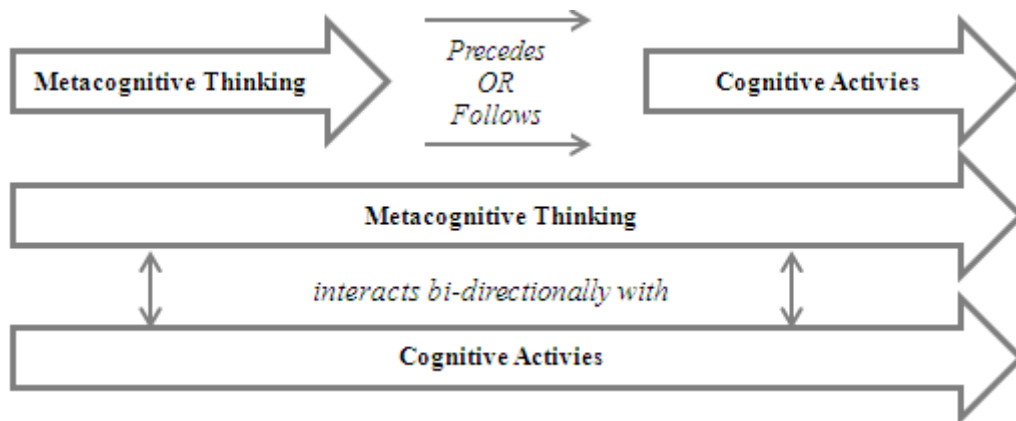 Metacognitive Thinking
Precedes
OR
Follows
Cognitive Activies
Metacognitive Thinking
interacts bi-directionally with
Cognitive Activies